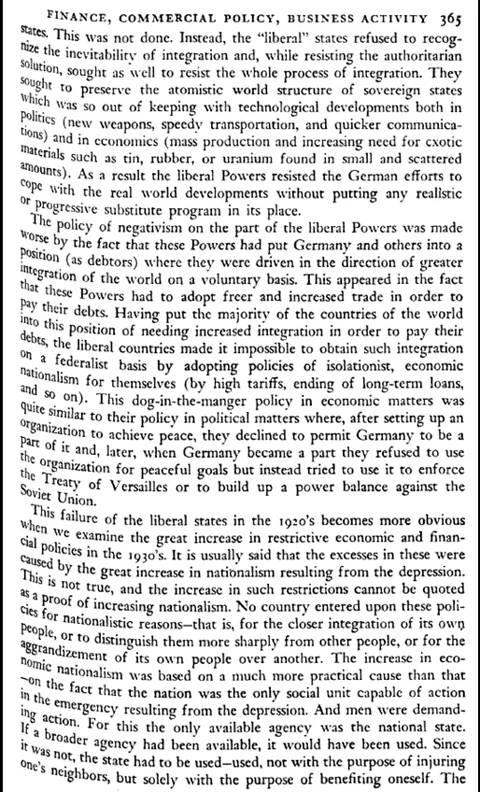 FINANCE, COMMERCIAL POLICY, BUSINESS ACTIVITY 365
states. This was not done. Instead, the "liberal" states refused to recog-
nize the inevitability of integration and, while resisting the authoritarian
solution, sought as well to resist the whole process of integration. They
sought to preserve the atomistic world structure of sovereign states
which was so out of keeping with technological developments both in
politics (new weapons, speedy transportation, and quicker communica-
tions) and in economics (mass production and increasing need for exotic
materials such as tin, rubber, or uranium found in small and scattered
amounts). As a result the liberal Powers resisted the German efforts to
cope with the real world developments without putting any realistic
or progressive substitute program in its place.
The policy of negativism on the part of the liberal Powers was made
worse by the fact that these Powers had put Germany and others into a
position (as debtors) where they were driven in the direction of greater
integration of the world on a voluntary basis. This appeared in the fact
that these Powers had to adopt freer and increased trade in order to
pay their debts. Having put the majority of the countries of the world
into this position of needing increased integration in order to pay their
debts, the liberal countries made it impossible to obtain such integration
on a federalist basis by adopting policies of isolationist, economic
nationalism for themselves (by high tariffs, ending of long-term loans,
and so on). This dog-in-the-manger policy in economic matters was
quite similar to their policy in political matters where, after setting up an
organization to achieve peace, they declined to permit Germany to be a
part of it and, later, when Germany became a part they refused to use
the organization for peaceful goals but instead tried to use it to enforce
the Treaty of Versailles or to build up a power balance against the
Soviet Union.
This failure of the liberal states in the 1920's becomes more obvious
when we examine the great increase in restrictive economic and finan-
cial policies in the 1930's. It is usually said that the excesses in these were
caused by the great increase in nationalism resulting from the depression.
This is not true, and the increase in such restrictions cannot be quoted
as a proof of increasing nationalism. No country entered upon these poli-
cies for nationalistic reasons—that is, for the closer integration of its own
people, or to distinguish them more sharply from other people, or for the
aggrandizement of its own people over another. The increase in eco-
nomic nationalism was based on a much more practical cause than that
—on the fact that the nation was the only social unit capable of action
in the emergency resulting from the depression. And men were demand-
ing action. For this the only available agency was the national state.
If a broader agency had been available, it would have been used. Since
it was not, the state had to be used—used, not with the purpose of injuring
one's neighbors, but solely with the purpose of benefiting oneself. The